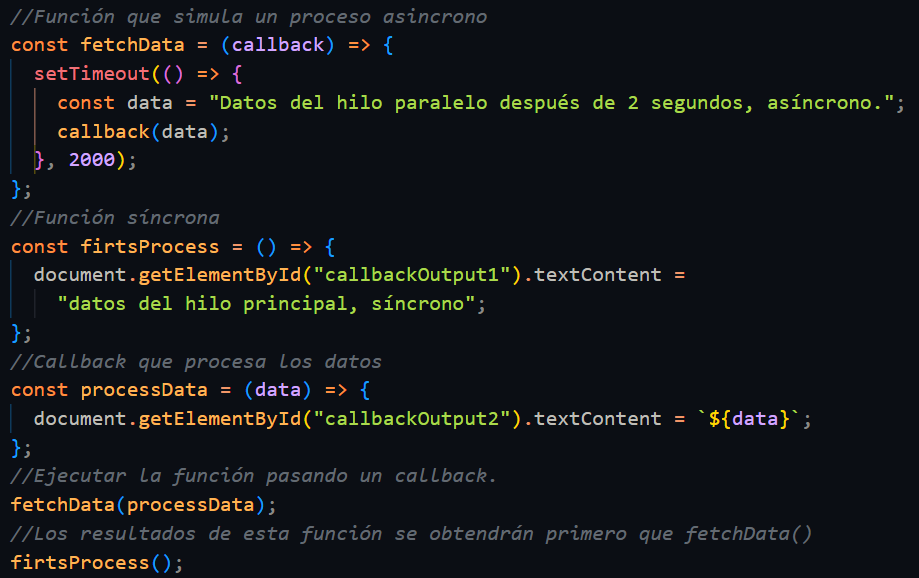 //Función que simula un proceso asincrono
const fetchData = (callback) => {
  setTimeout(() => {
    const data = "Datos del hilo paralelo después de 2 segundos, asíncrono.";
    callback(data);
  }, 2000);
};
//Función síncrona
const firtsProcess = () => {
  document.getElementById("callbackOutput1").textContent =
    "datos del hilo principal, síncrono";
};
//Callback que procesa los datos
const processData = (data) => {
  document.getElementById("callbackOutput2").textContent = `${data}`;
};
//Ejecutar la función pasando un callback.
fetchData(processData);
//Los resultados de esta función se obtendrán primero que fetchData()
firtsProcess();